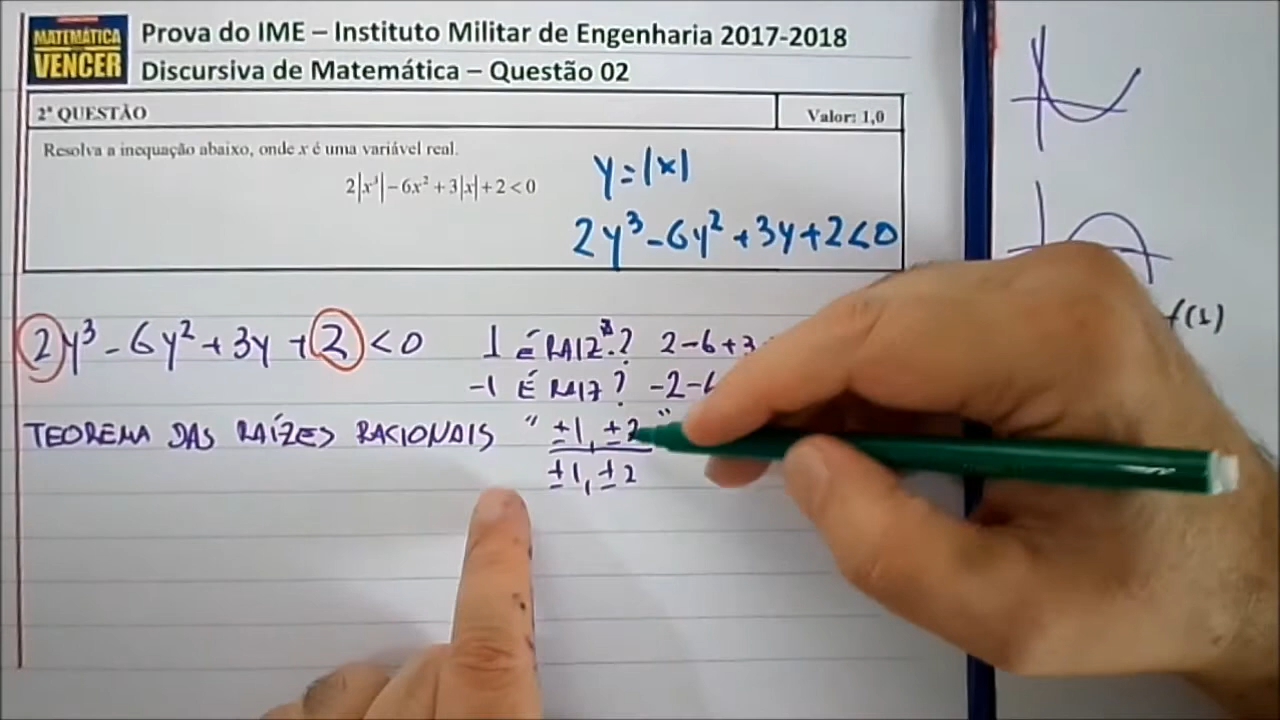 MATEMÁTICA
VENCER
Prova do IME – Instituto Militar de Engenharia 2017-2018
Discursiva de Matemática – Questão 02
2ª QUESTÃO
Valor: 1,0
Resolva a inequação abaixo, onde x é uma variável real.
2|x³| − 6x² + 3|x| + 2 < 0
y = |x|
2y³ − 6y² + 3y + 2 < 0
2y³ − 6y² + 3y + 2 < 0
1 É RAIZ? 2 − 6 + 3
−1 É RAIZ? −2 − 6
TEOREMA DAS RAÍZES RACIONAIS " ±1, ±2 "
±1, ±2
f(1)